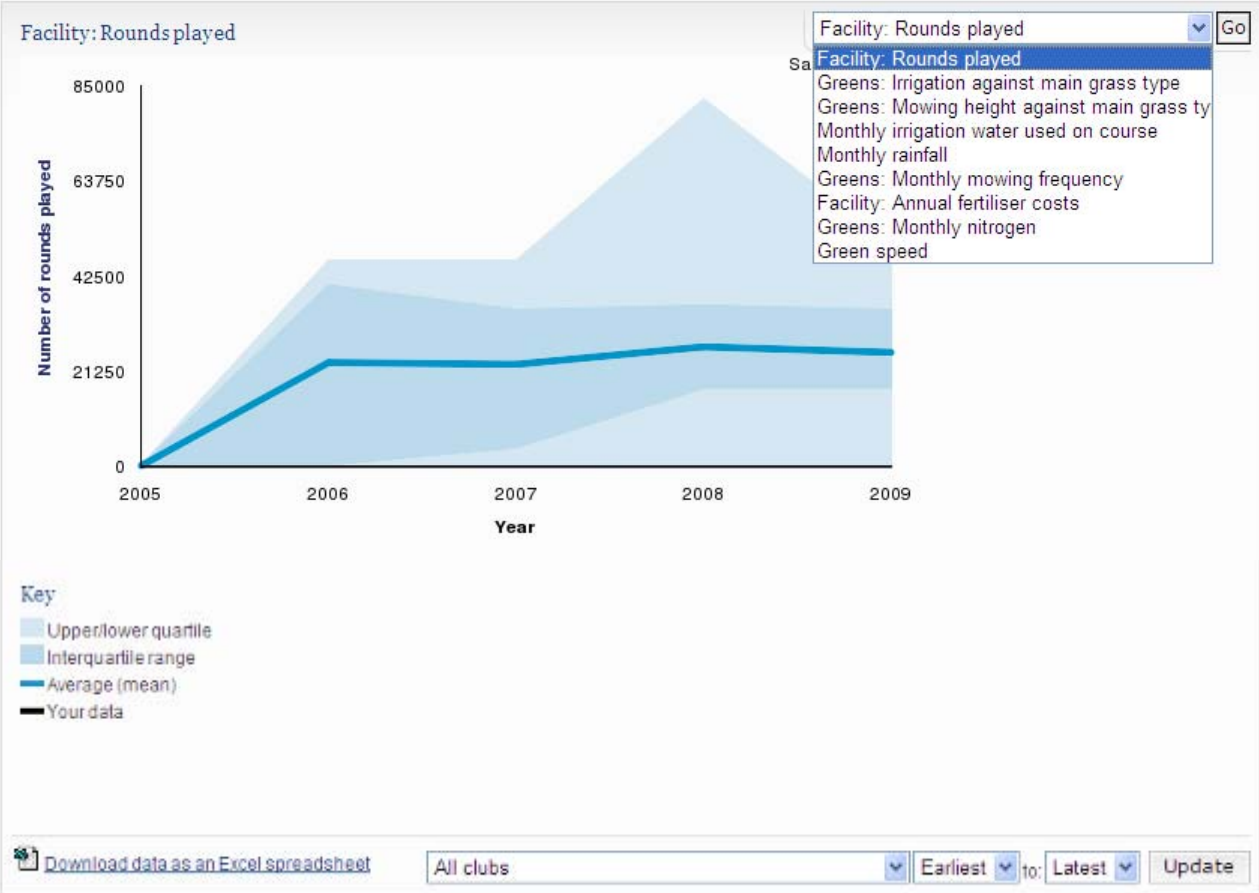 Facility: Rounds played
Facility: Rounds played
Go
Sa
Facility: Rounds played
Greens: Irrigation against main grass type
Greens: Mowing height against main grass ty
Monthly irrigation water used on course
Monthly rainfall
Greens: Monthly mowing frequency
Facility: Annual fertiliser costs
Greens: Monthly nitrogen
Green speed
Number of rounds played
85000
63750
42500
21250
0
2005 2006 2007 2008 2009
Year
Key
Upper/lower quartile
Interquartile range
Average (mean)
Your data
Download data as an Excel spreadsheet
All clubs
Earliest to: Latest
Update